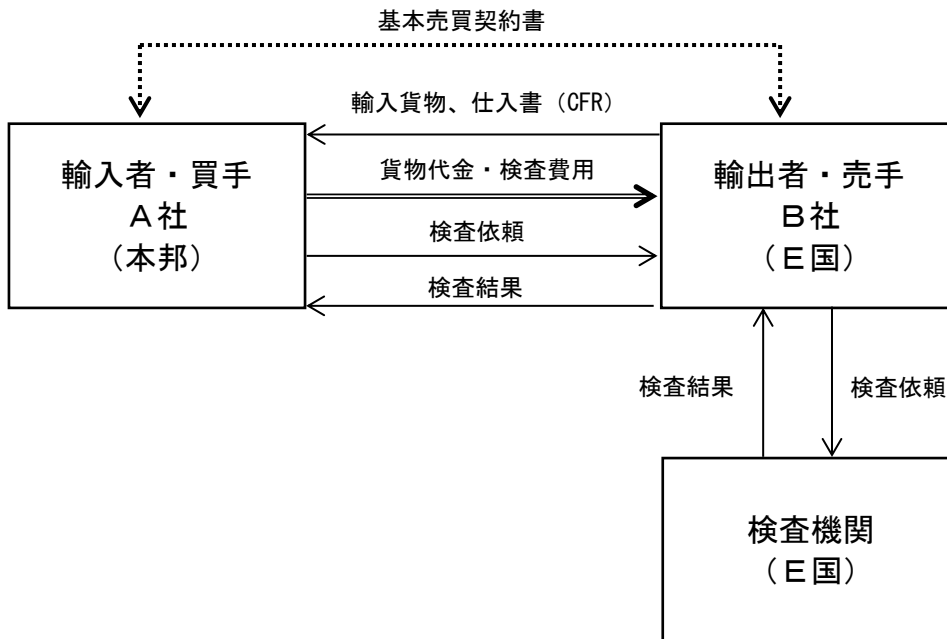 基本売買契約書
輸入貨物、仕入書（CFR）
輸入者・買手
Ａ社
（本邦）
貨物代金・検査費用
検査依頼
検査結果
輸出者・売手
Ｂ社
（Ｅ国）
検査結果
検査依頼
検査機関
（Ｅ国）